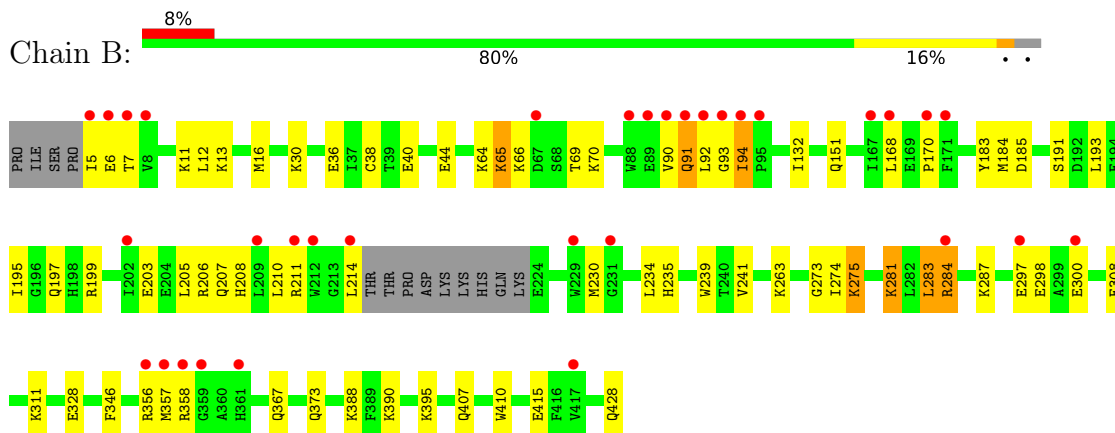 8%
Chain B:
80% 16% • •
PRO ILE SER PRO I5 E6 T7 V8 K11 L12 K13 M16 K30 E36 I37 C38 T39 E40 E44 K64 K65 K66 D67 S68 T69 K70 W88 E89 V90 Q91 L92 G93 I94 P95 I132 Q151 I167 L168 E169 P170 F171 Y183 M184 D185 S191 D192 L193 E194
I195 G196 Q197 H198 R199 I202 E203 E204 L205 R206 Q207 H208 L209 L210 R211 W212 G213 L214 THR THR PRO ASP LYS LYS HIS GLN LYS E224 W229 M230 G231 L234 H235 W239 T240 V241 K263 G273 I274 K275 K281 L282 L283 R284 K287 E297 E298 A299 E300 E308
K311 E328 F346 R356 M357 R358 G359 A360 H361 Q367 Q373 K388 F389 K390 K395 Q407 W410 E415 F416 V417 Q428